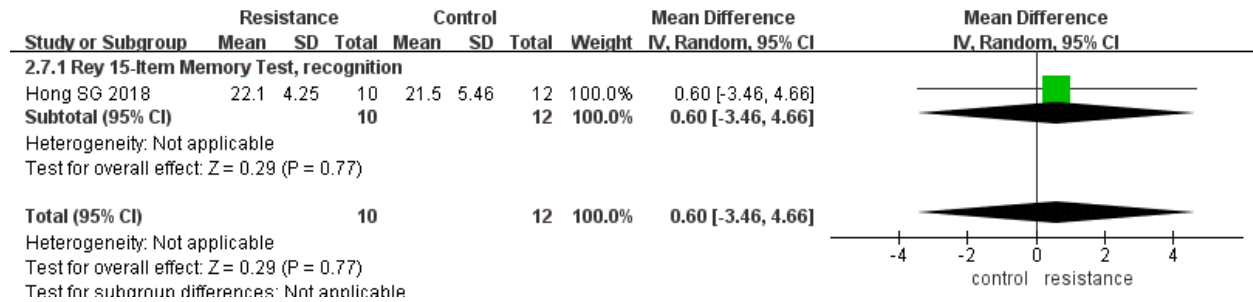 Resistance Control Mean Difference Mean Difference
Study or Subgroup Mean SD Total Mean SD Total Weight IV, Random, 95% CI IV, Random, 95% CI
2.7.1 Rey 15-Item Memory Test, recognition
Hong SG 2018 22.1 4.25 10 21.5 5.46 12 100.0% 0.60 [-3.46, 4.66]
Subtotal (95% CI) 10 12 100.0% 0.60 [-3.46, 4.66]
Heterogeneity: Not applicable
Test for overall effect: Z = 0.29 (P = 0.77)
Total (95% CI) 10 12 100.0% 0.60 [-3.46, 4.66]
Heterogeneity: Not applicable
Test for overall effect: Z = 0.29 (P = 0.77)
Test for subgroup differences: Not applicable
-4 -2 0 2 4
control resistance